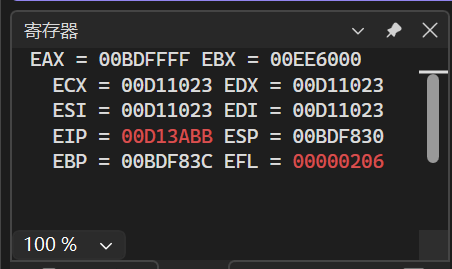 寄存器
EAX = 00BDFFFF EBX = 00EE6000
ECX = 00D11023 EDX = 00D11023
ESI = 00D11023 EDI = 00D11023
EIP = 00D13ABB ESP = 00BDF830
EBP = 00BDF83C EFL = 00000206
100 %